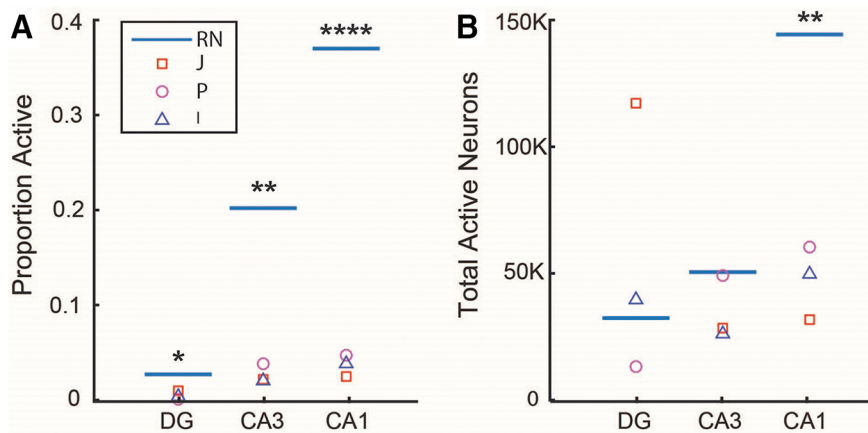 A
Proportion Active
0.4
0.3
0.2
0.1
0
RN
J
P
I
*
**
****
DG CA3 CA1
B
Total Active Neurons
150K
100K
50K
0
**
DG CA3 CA1